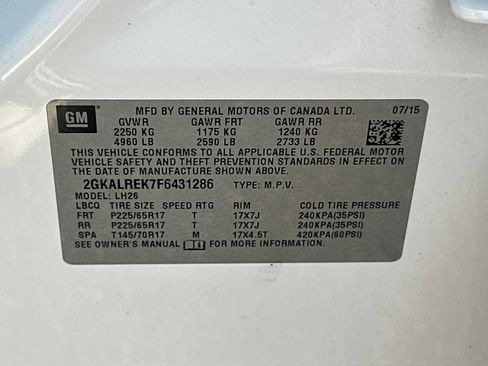 GM
MFD BY GENERAL MOTORS OF CANADA LTD. 07/15
GVWR GAWR FRT GAWR RR
2250 KG 1175 KG 1240 KG
4960 LB 2590 LB 2733 LB
THIS VEHICLE CONFORMS TO ALL APPLICABLE U.S. FEDERAL MOTOR
VEHICLE SAFETY AND THEFT PREVENTION STANDARDS IN EFFECT ON
THE DATE OF MANUFACTURE SHOWN ABOVE.
2GKALREK7F6431286 TYPE: M.P.V.
MODEL: LH26
LBCQ TIRE SIZE SPEED RTG RIM COLD TIRE PRESSURE
FRT P225/65R17 T 17X7J 240KPA(35PSI)
RR P225/65R17 T 17X7J 240KPA(35PSI)
SPA T145/70R17 M 17X4.5T 420KPA(60PSI)
SEE OWNER'S MANUAL FOR MORE INFORMATION.